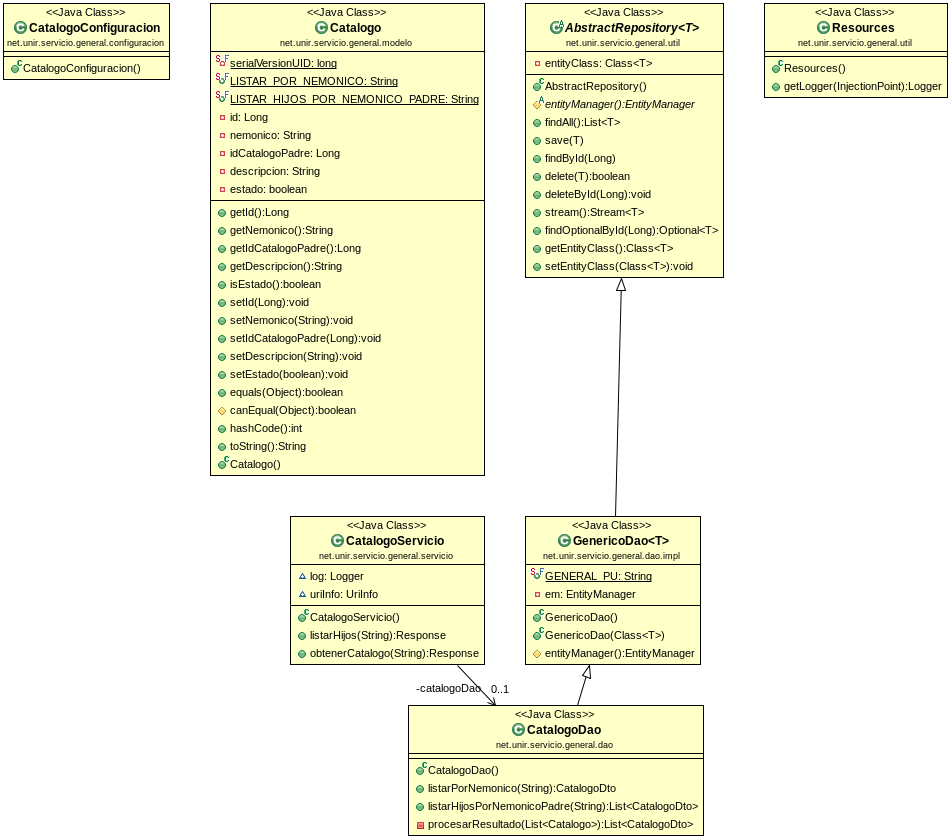 <<Java Class>>
CatalogoConfiguracion
net.unir.servicio.general.configuracion
CatalogoConfiguracion()
<<Java Class>>
Catalogo
net.unir.servicio.general.modelo
serialVersionUID: long
LISTAR_POR_NEMONICO: String
LISTAR_HIJOS_POR_NEMONICO_PADRE: String
id: Long
nemonico: String
idCatalogoPadre: Long
descripcion: String
estado: boolean
getId():Long
getNemonico():String
getIdCatalogoPadre():Long
getDescripcion():String
isEstado():boolean
setId(Long):void
setNemonico(String):void
setIdCatalogoPadre(Long):void
setDescripcion(String):void
setEstado(boolean):void
equals(Object):boolean
canEqual(Object):boolean
hashCode():int
toString():String
Catalogo()
<<Java Class>>
AbstractRepository<T>
net.unir.servicio.general.util
entityClass: Class<T>
AbstractRepository()
entityManager():EntityManager
findAll():List<T>
save(T)
findById(Long)
delete(T):boolean
deleteById(Long):void
stream():Stream<T>
findOptionalById(Long):Optional<T>
getEntityClass():Class<T>
setEntityClass(Class<T>):void
<<Java Class>>
Resources
net.unir.servicio.general.util
Resources()
getLogger(InjectionPoint):Logger
<<Java Class>>
CatalogoServicio
net.unir.servicio.general.servicio
log: Logger
uriInfo: UriInfo
CatalogoServicio()
listarHijos(String):Response
obtenerCatalogo(String):Response
<<Java Class>>
GenericoDao<T>
net.unir.servicio.general.dao.impl
GENERAL_PU: String
em: EntityManager
GenericoDao()
GenericoDao(Class<T>)
entityManager():EntityManager
-catalogoDao 0..1
<<Java Class>>
CatalogoDao
net.unir.servicio.general.dao
CatalogoDao()
listarPorNemonico(String):CatalogoDto
listarHijosPorNemonicoPadre(String):List<CatalogoDto>
procesarResultado(List<Catalogo>):List<CatalogoDto>